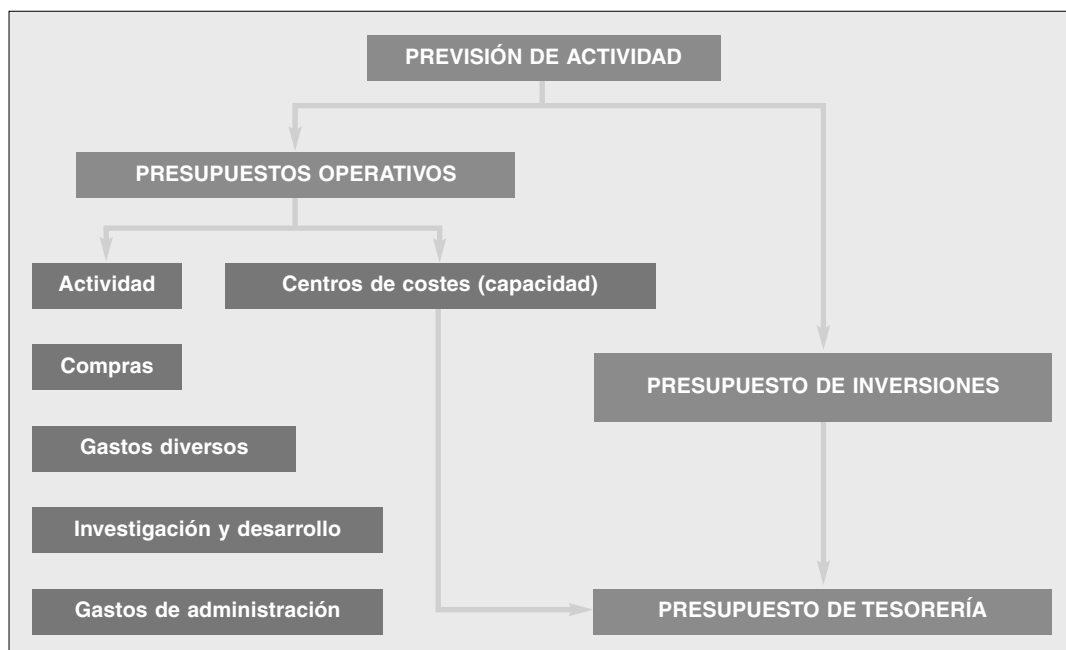 PREVISIÓN DE ACTIVIDAD
PRESUPUESTOS OPERATIVOS
Actividad
Centros de costes (capacidad)
Compras
PRESUPUESTO DE INVERSIONES
Gastos diversos
Investigación y desarrollo
Gastos de administración
PRESUPUESTO DE TESORERÍA